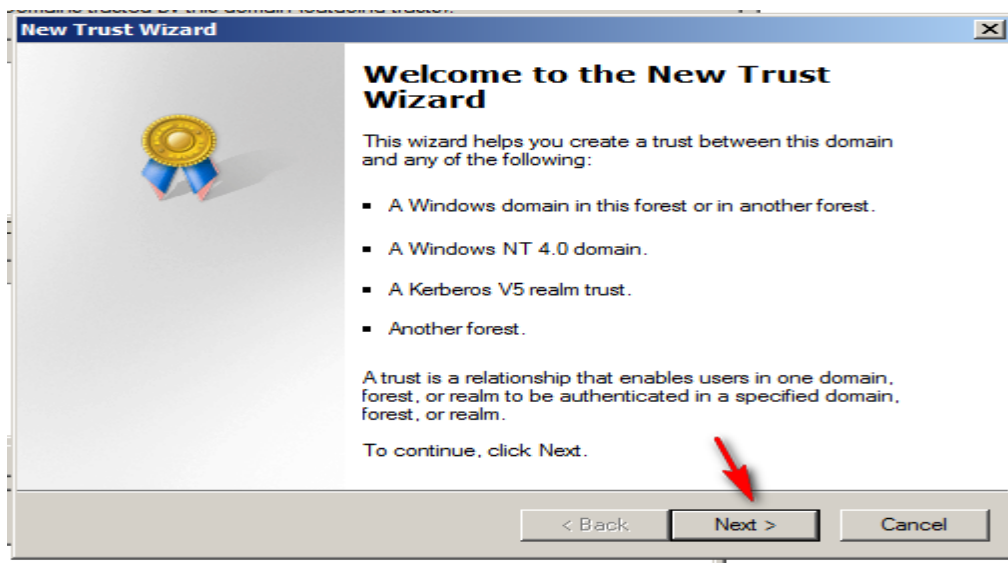 New Trust Wizard
Welcome to the New Trust
Wizard
This wizard helps you create a trust between this domain
and any of the following:
▪ A Windows domain in this forest or in another forest.
▪ A Windows NT 4.0 domain.
▪ A Kerberos V5 realm trust.
▪ Another forest.
A trust is a relationship that enables users in one domain,
forest, or realm to be authenticated in a specified domain,
forest, or realm.
To continue, click Next.
< Back
Next >
Cancel